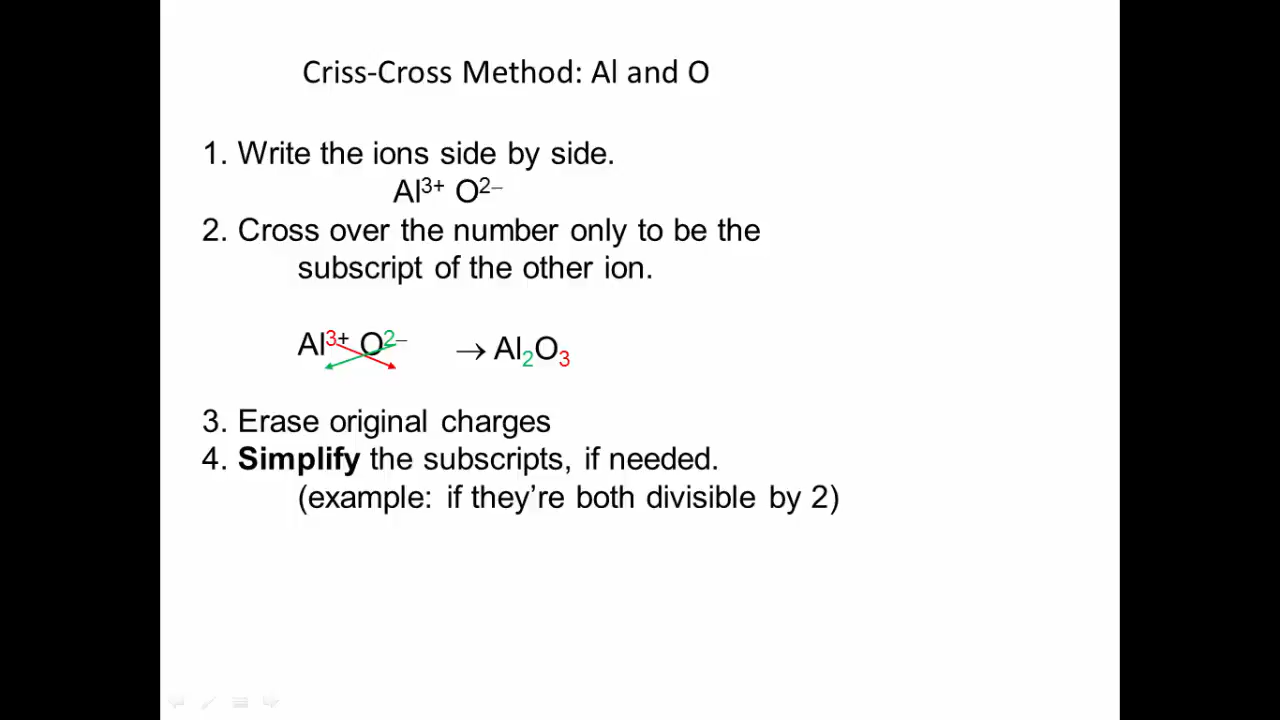 Criss-Cross Method: Al and O
1. Write the ions side by side.
Al³⁺ O²⁻
2. Cross over the number only to be the
subscript of the other ion.
Al³⁺ O²⁻ → Al₂O₃
3. Erase original charges
4. Simplify the subscripts, if needed.
(example: if they’re both divisible by 2)